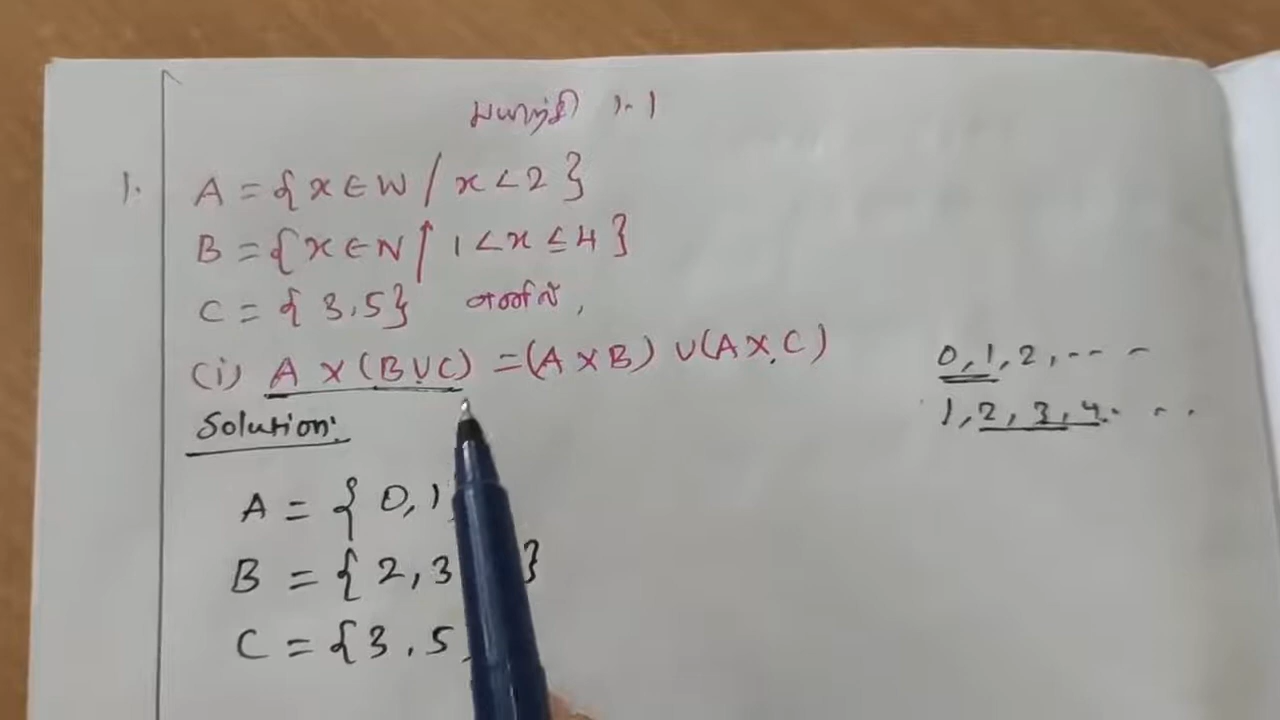 பயிற்சி 1.1
1. A = {x ∈ W / x < 2}
B = {x ∈ N / 1 < x ≤ 4}
C = {3,5} எனில்,
(i) A × (B ∪ C) = (A × B) ∪ (A × C)
0, 1, 2, ---
1, 2, 3, 4. . .
Solution:
A = { 0, 1
B = { 2, 3 }
C = {3, 5